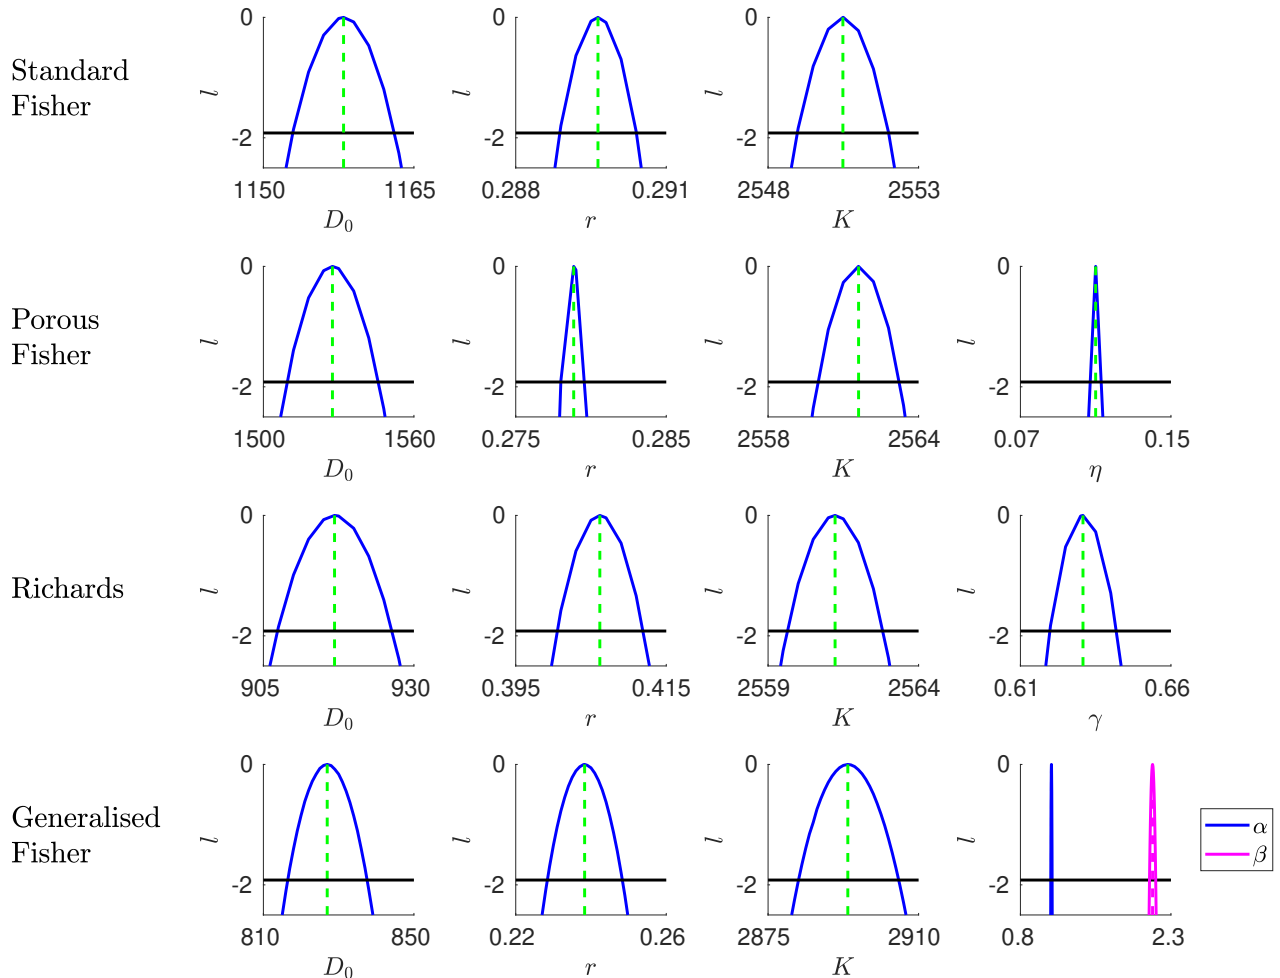 Standard
Fisher
l
0
-2
1150 1165
D0
l
0
-2
0.288 0.291
r
l
0
-2
2548 2553
K
Porous
Fisher
l
0
-2
1500 1560
D0
l
0
-2
0.275 0.285
r
l
0
-2
2558 2564
K
l
0
-2
0.07 0.15
η
Richards
l
0
-2
905 930
D0
l
0
-2
0.395 0.415
r
l
0
-2
2559 2564
K
l
0
-2
0.61 0.66
γ
Generalised
Fisher
l
0
-2
810 850
D0
l
0
-2
0.22 0.26
r
l
0
-2
2875 2910
K
l
0
-2
0.8 2.3
α
β